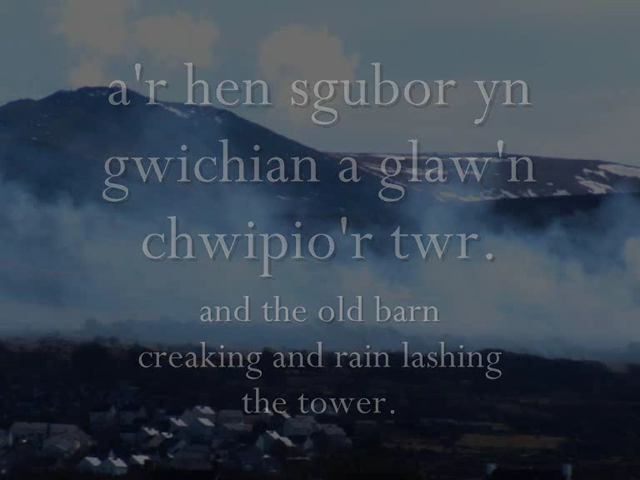 a'r hen sgubor yn
gwichian a glaw'n
chwipio'r twr.
and the old barn
creaking and rain lashing
the tower.